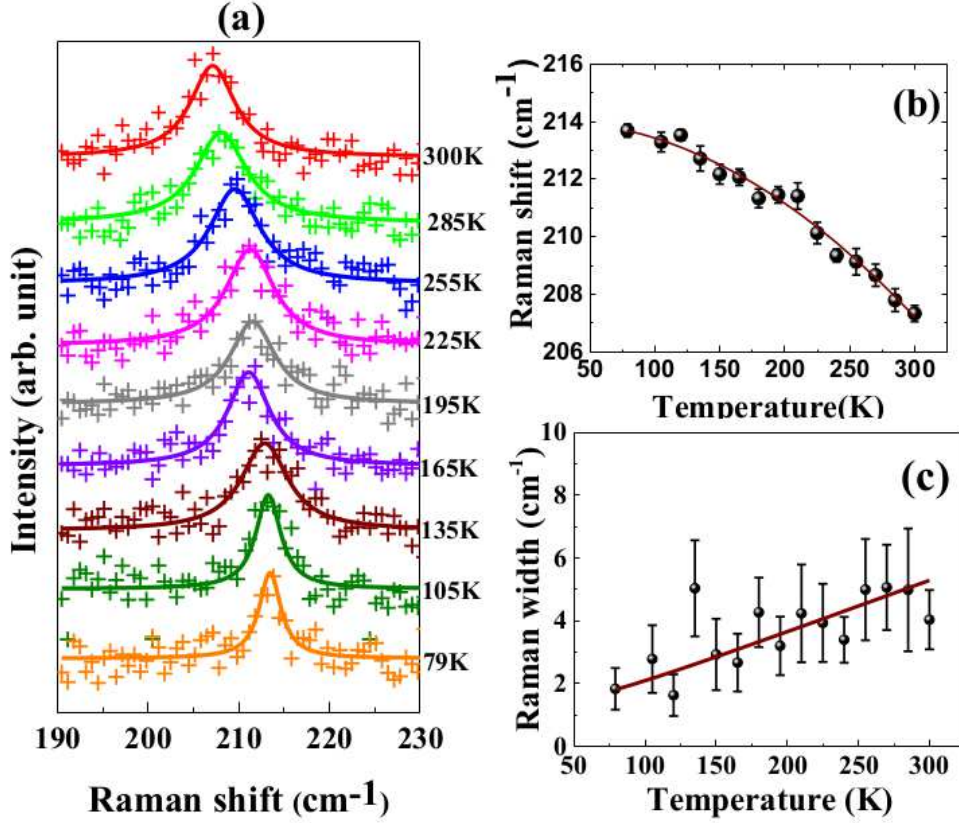 (a)
300K
285K
255K
225K
195K
165K
135K
105K
79K
Intensity (arb. unit)
190 200 210 220 230
Raman shift (cm-1)
(b)
216
214
212
210
208
206
Raman shift (cm-1)
50 100 150 200 250 300
Temperature(K)
(c)
10
8
6
4
2
0
Raman width (cm-1)
50 100 150 200 250 300
Temperature (K)